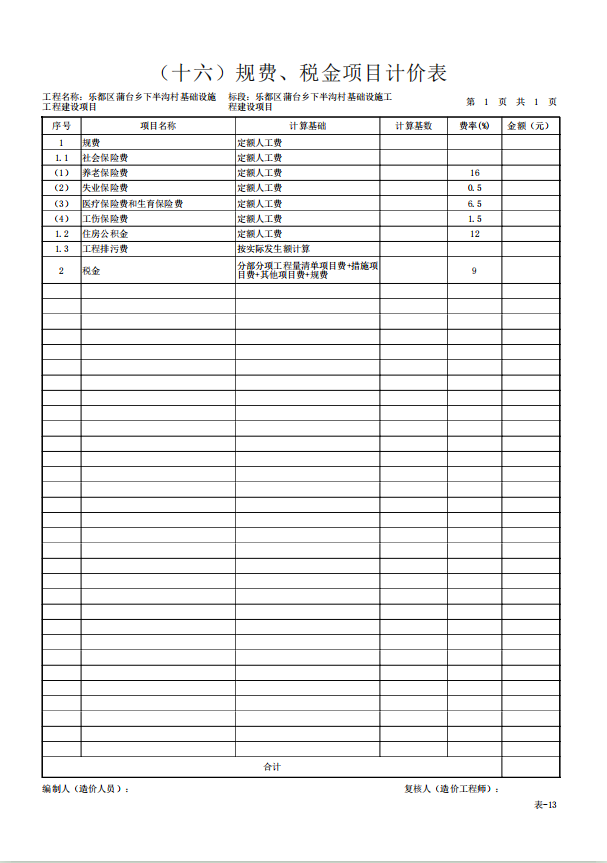 （十六）规费、税金项目计价表
工程名称：乐都区蒲台乡下半沟村基础设施 标段：乐都区蒲台乡下半沟村基础设施工
工程建设项目 程建设项目 第 1 页 共 1 页
序号 项目名称 计算基础 计算基数 费率(%) 金额（元）
1 规费 定额人工费
1.1 社会保险费 定额人工费
(1) 养老保险费 定额人工费 16
(2) 失业保险费 定额人工费 0.5
(3) 医疗保险费和生育保险费 定额人工费 6.5
(4) 工伤保险费 定额人工费 1.5
1.2 住房公积金 定额人工费 12
1.3 工程排污费 按实际发生额计算
2 税金 分部分项工程量清单项目费+措施项 9
目费+其他项目费+规费
合计
编制人（造价人员）： 复核人（造价工程师）：
表-13